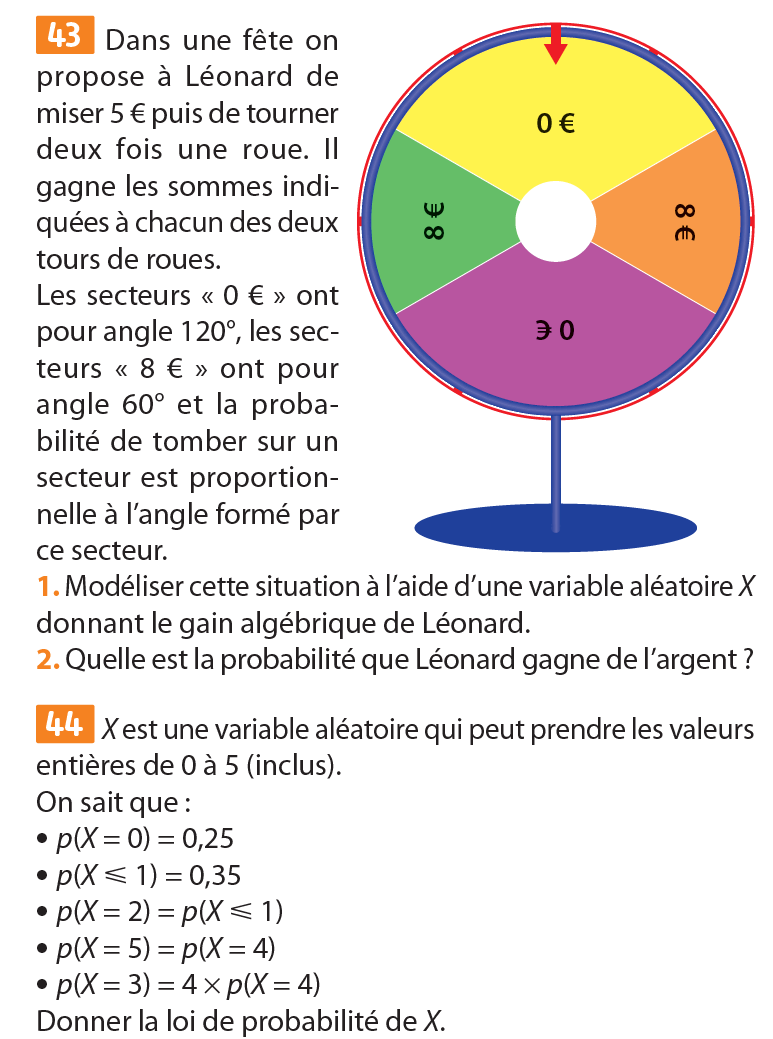 43 Dans une fête on
propose à Léonard de
miser 5 € puis de tourner
deux fois une roue. Il
gagne les sommes indi-
quées à chacun des deux
tours de roues.
Les secteurs « 0 € » ont
pour angle 120°, les sec-
teurs « 8 € » ont pour
angle 60° et la proba-
bilité de tomber sur un
secteur est proportion-
nelle à l'angle formé par
ce secteur.
0 €
8 €
8 €
0 €
1. Modéliser cette situation à l'aide d'une variable aléatoire X
donnant le gain algébrique de Léonard.
2. Quelle est la probabilité que Léonard gagne de l'argent ?
44 X est une variable aléatoire qui peut prendre les valeurs
entières de 0 à 5 (inclus).
On sait que :
• p(X = 0) = 0,25
• p(X ⩽ 1) = 0,35
• p(X = 2) = p(X ⩽ 1)
• p(X = 5) = p(X = 4)
• p(X = 3) = 4 × p(X = 4)
Donner la loi de probabilité de X.